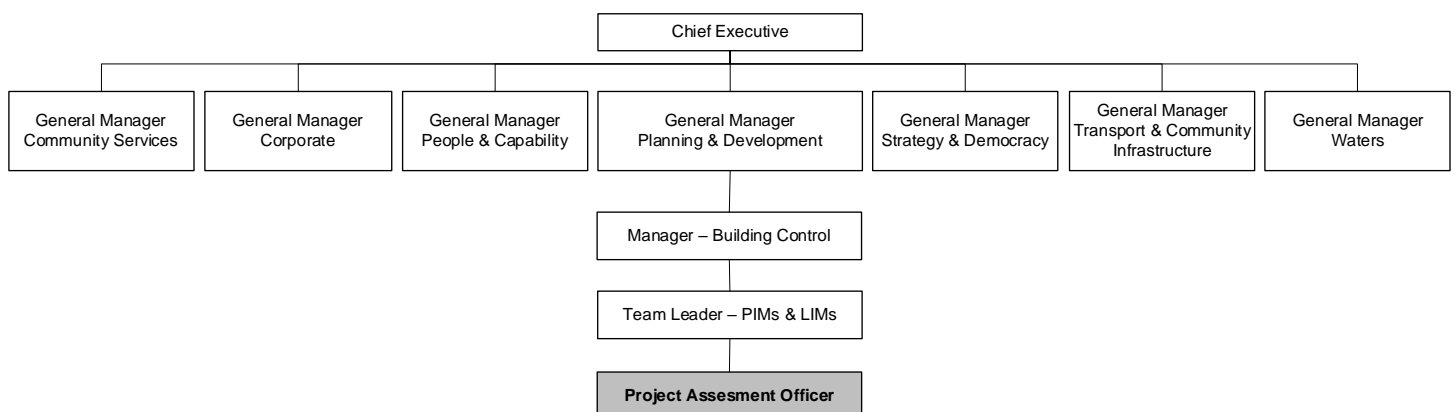 Chief Executive
General Manager
Community Services
General Manager
Corporate
General Manager
People & Capability
General Manager
Planning & Development
General Manager
Strategy & Democracy
General Manager
Transport & Community
Infrastructure
General Manager
Waters
Manager – Building Control
Team Leader – PIMs & LIMs
Project Assesment Officer